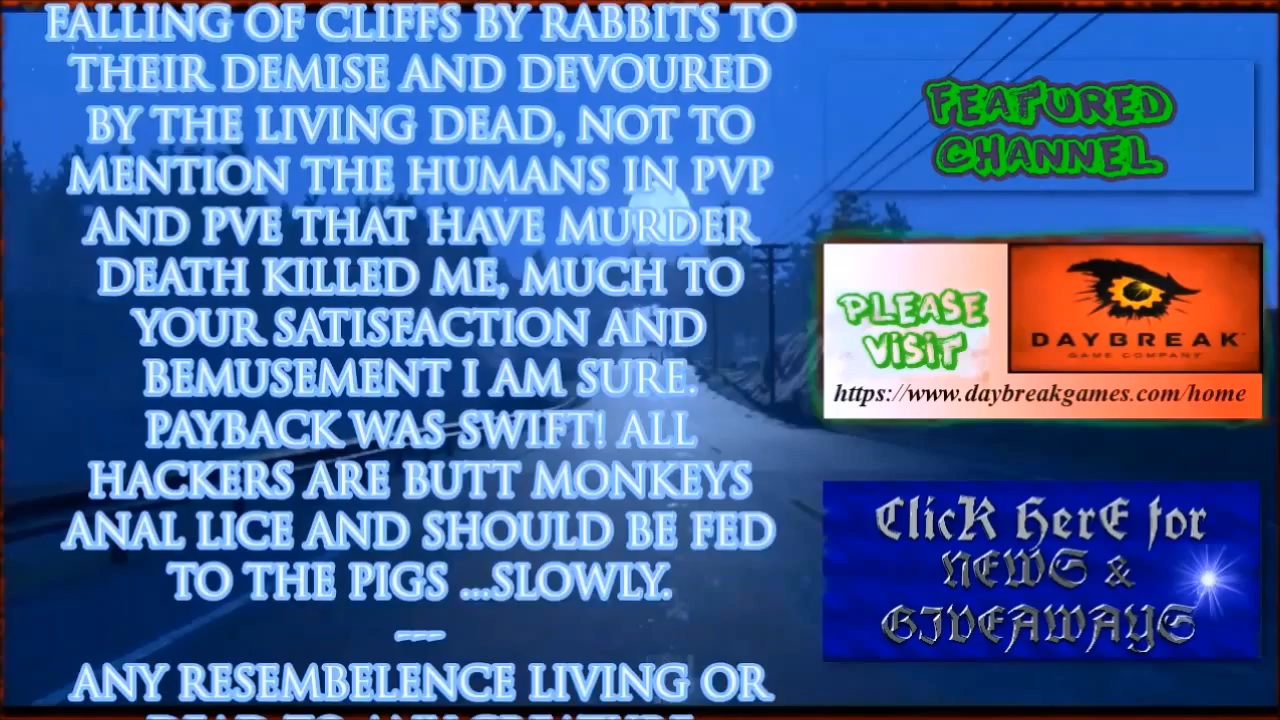 FALLING OF CLIFFS BY RABBITS TO
THEIR DEMISE AND DEVOURED
BY THE LIVING DEAD, NOT TO
MENTION THE HUMANS IN PVP
AND PVE THAT HAVE MURDER
DEATH KILLED ME, MUCH TO
YOUR SATISFACTION AND
BEMUSEMENT I AM SURE.
PAYBACK WAS SWIFT! ALL
HACKERS ARE BUTT MONKEYS
ANAL LICE AND SHOULD BE FED
TO THE PIGS ...SLOWLY.
---
ANY RESEMBELENCE LIVING OR
DEAD TO ANY CREATURE
FEATURED
CHANNEL
PLEASE
VISIT
DAYBREAK
GAME COMPANY
https://www.daybreakgames.com/home
ClicK HerE for
NEWS &
GIVEAWAYS